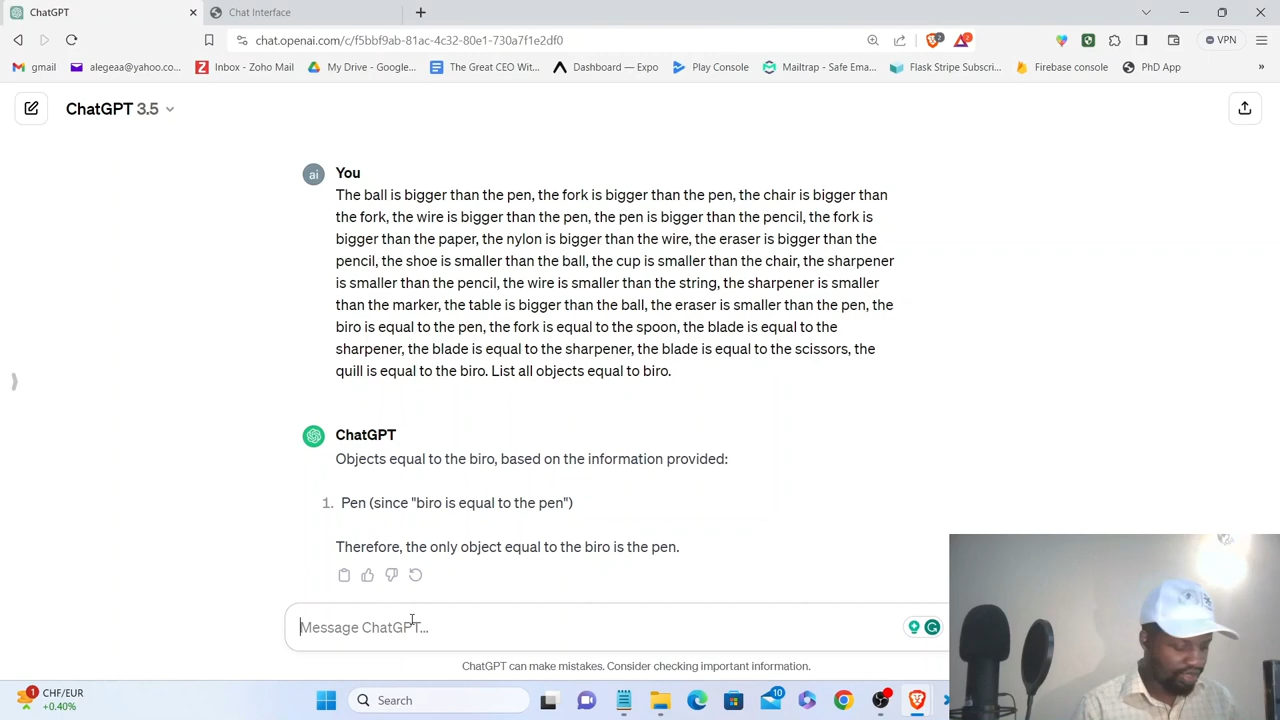 ChatGPT
Chat Interface
chat.openai.com/c/f5bbf9ab-81ac-4c32-80e1-730a7f1e2df0
2
2
VPN
gmail
alegeaa@yahoo.co...
Inbox - Zoho Mail
My Drive - Google...
The Great CEO Wit...
Dashboard — Expo
Play Console
Mailtrap - Safe Ema...
Flask Stripe Subscri...
Firebase console
PhD App
»
ChatGPT 3.5
ai
You
The ball is bigger than the pen, the fork is bigger than the pen, the chair is bigger than
the fork, the wire is bigger than the pen, the pen is bigger than the pencil, the fork is
bigger than the paper, the nylon is bigger than the wire, the eraser is bigger than the
pencil, the shoe is smaller than the ball, the cup is smaller than the chair, the sharpener
is smaller than the pencil, the wire is smaller than the string, the sharpener is smaller
than the marker, the table is bigger than the ball, the eraser is smaller than the pen, the
biro is equal to the pen, the fork is equal to the spoon, the blade is equal to the
sharpener, the blade is equal to the sharpener, the blade is equal to the scissors, the
quill is equal to the biro. List all objects equal to biro.
ChatGPT
Objects equal to the biro, based on the information provided:
1. Pen (since "biro is equal to the pen")
Therefore, the only object equal to the biro is the pen.
Message ChatGPT...
ChatGPT can make mistakes. Consider checking important information.
1
CHF/EUR
+0.40%
Search
10